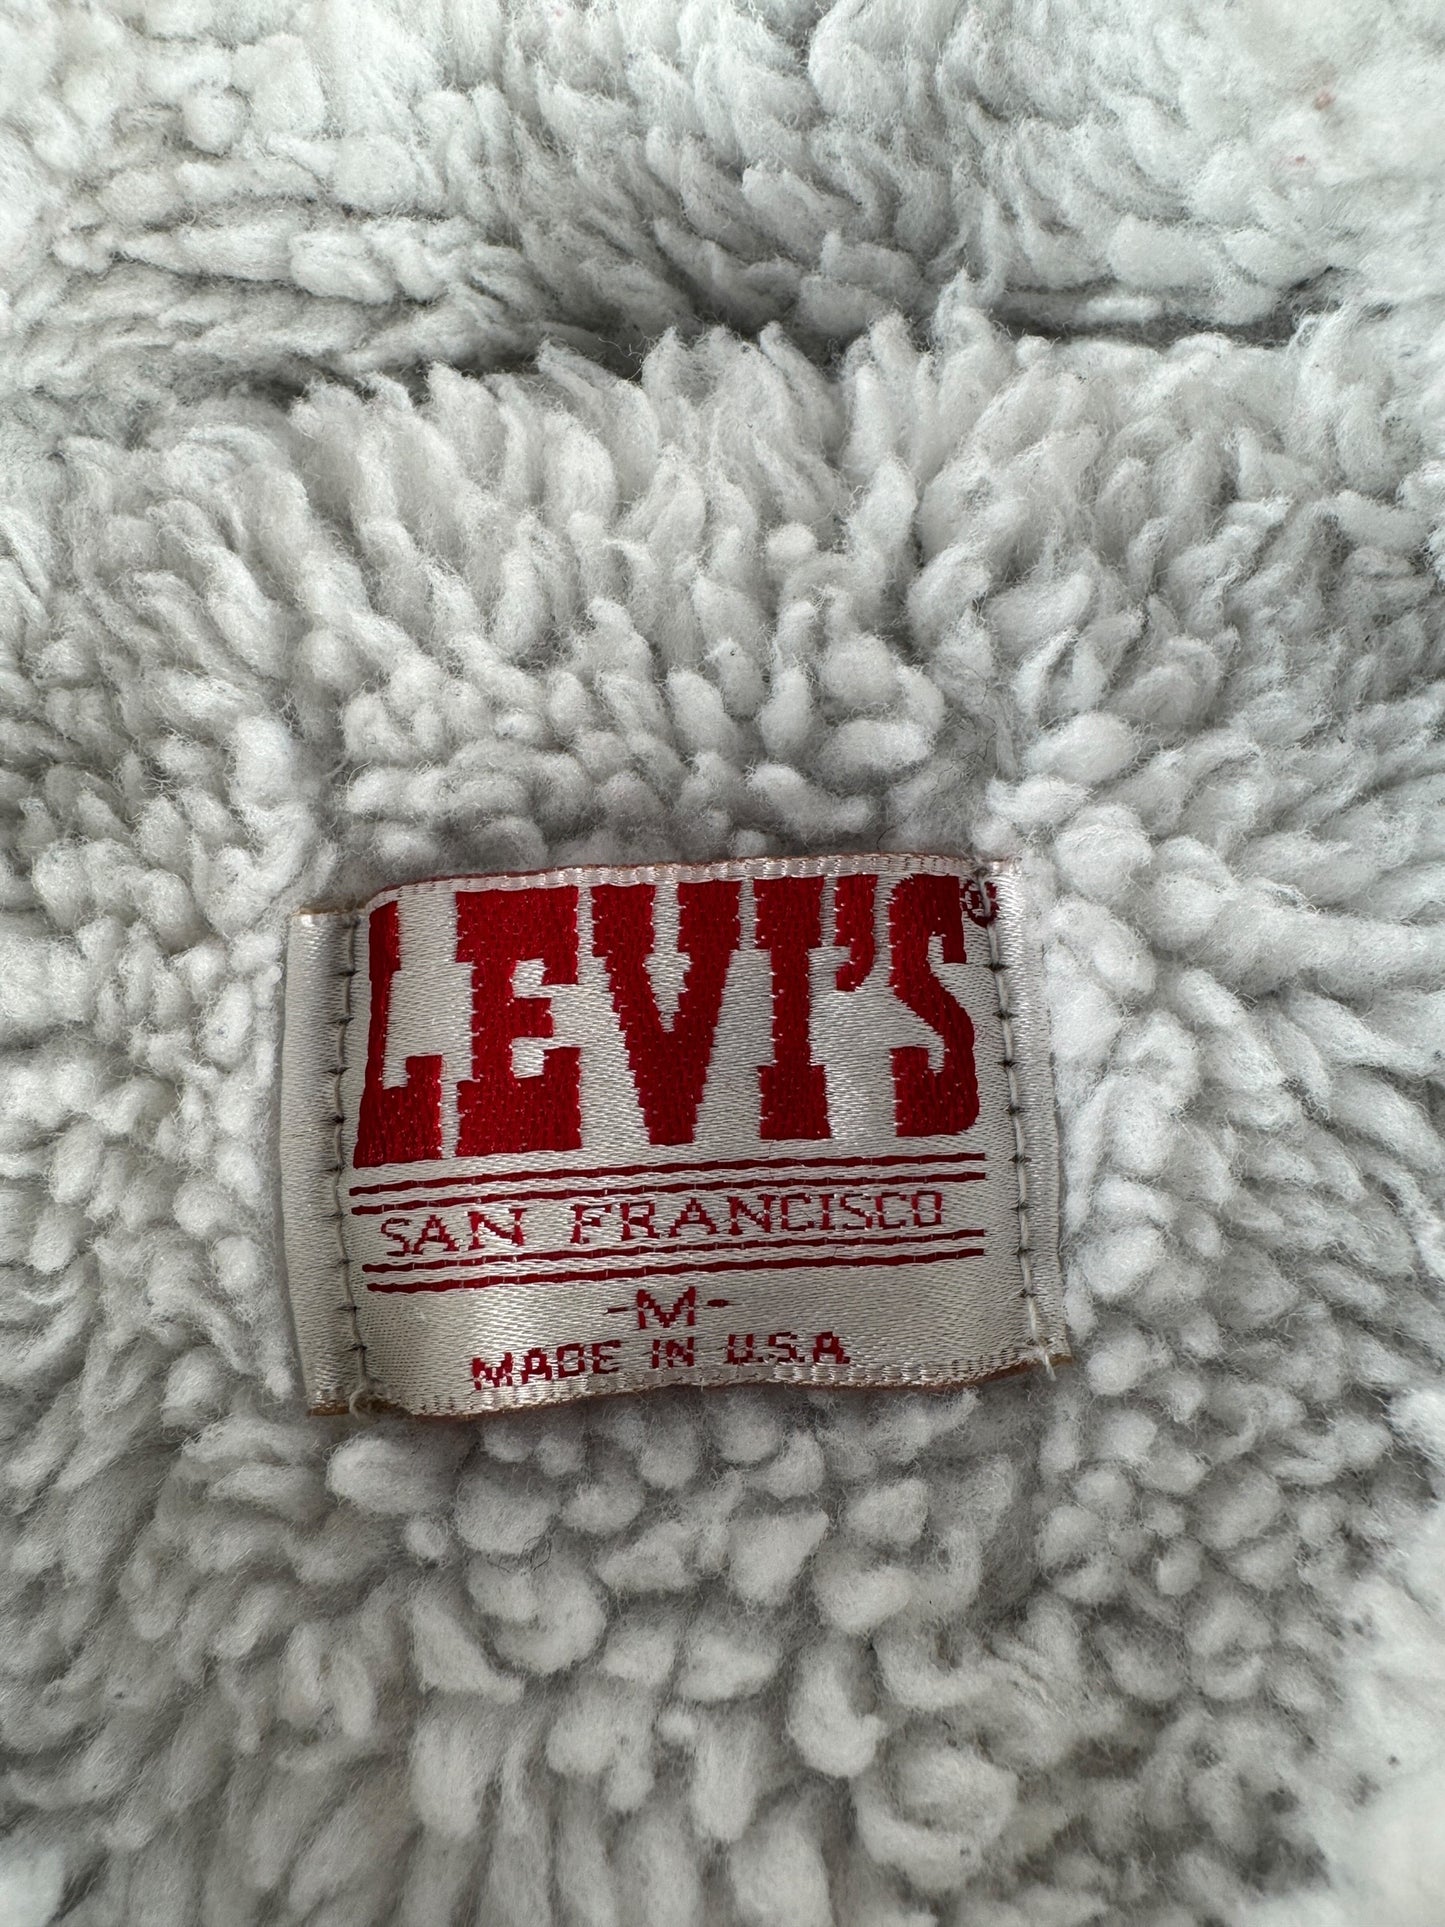 LEVI'S®
SAN FRANCISCO
-M-
MADE IN U.S.A.